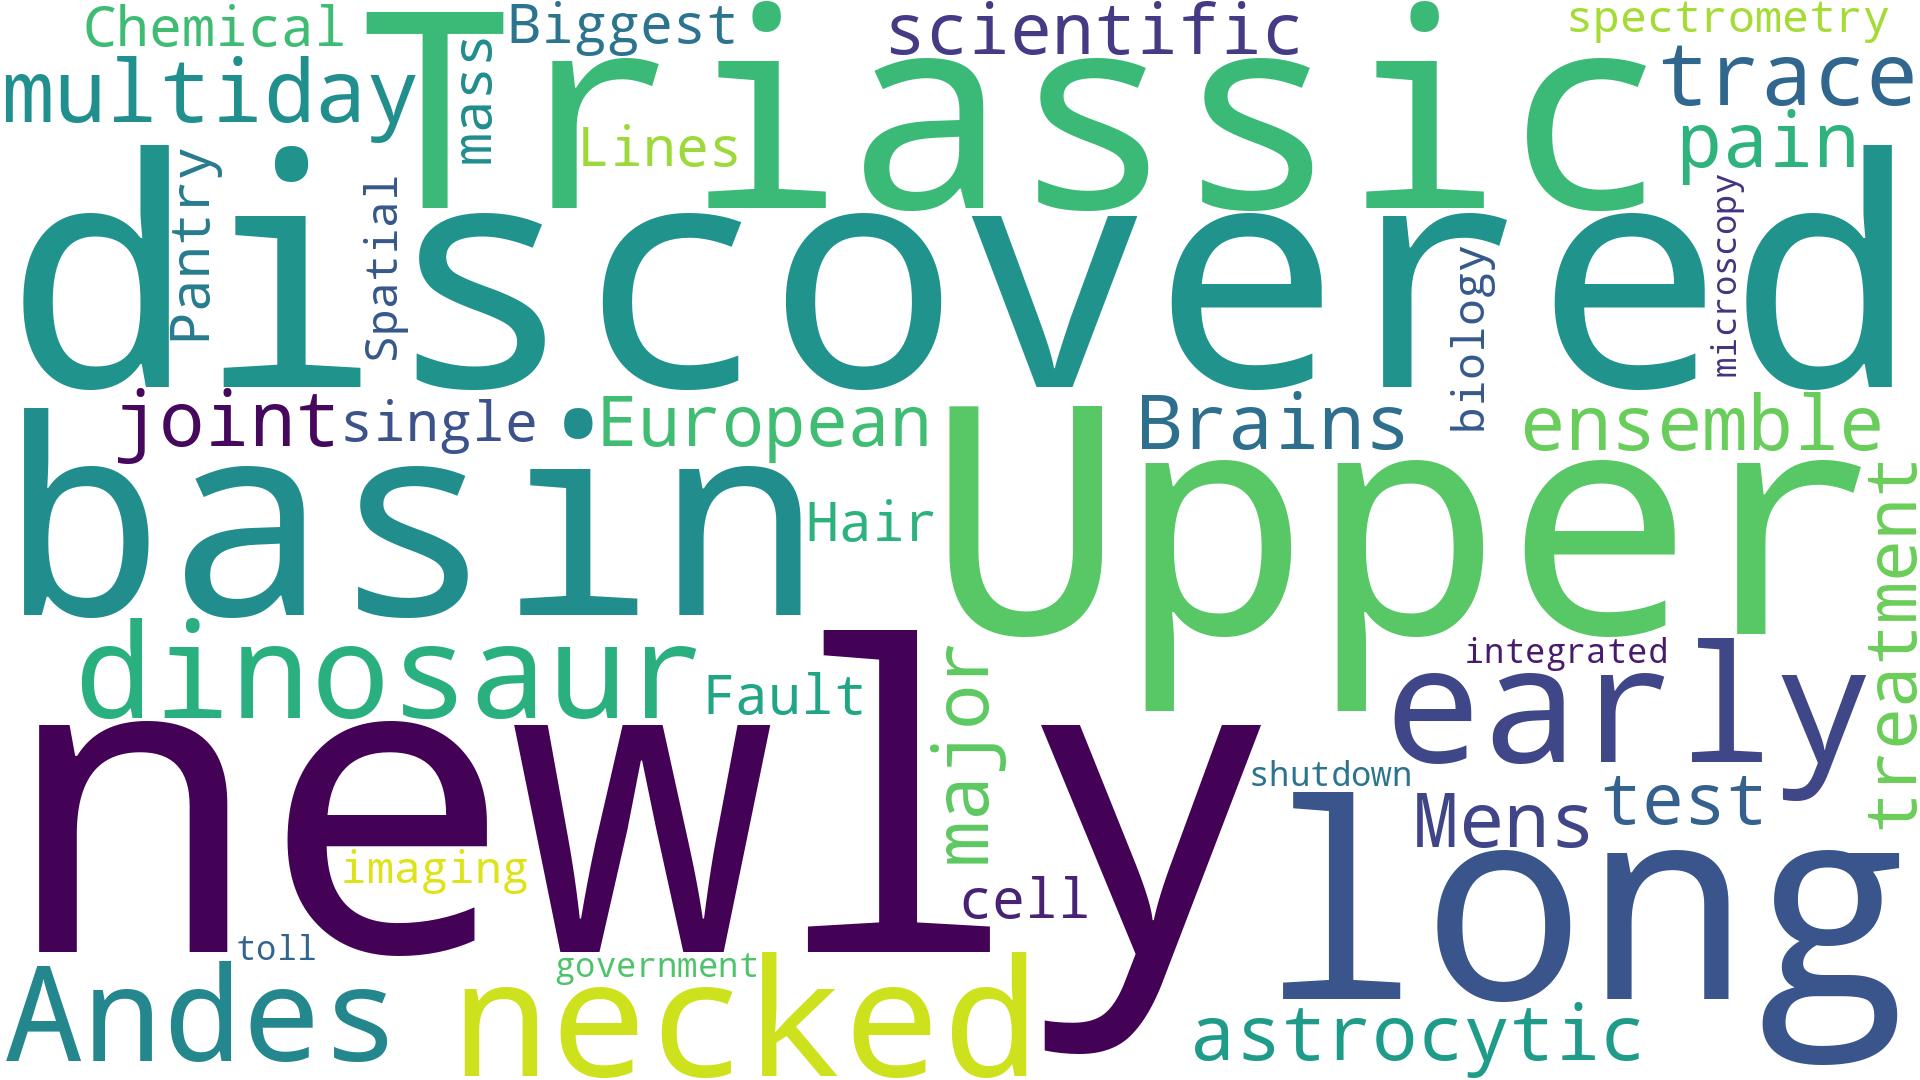 Chemical
Biggest
scientific
spectrometry
multiday
mass
Triassic
trace
Lines
pain
Pantry
Spatial
discovered
biology
microscopy
joint
single
European
Brains
ensemble
basin
Hair
Upper
treatment
dinosaur
Fault
major
integrated
early
newly
shutdown
Mens
test
imaging
cell
long
toll
government
Andes
necked
astrocytic